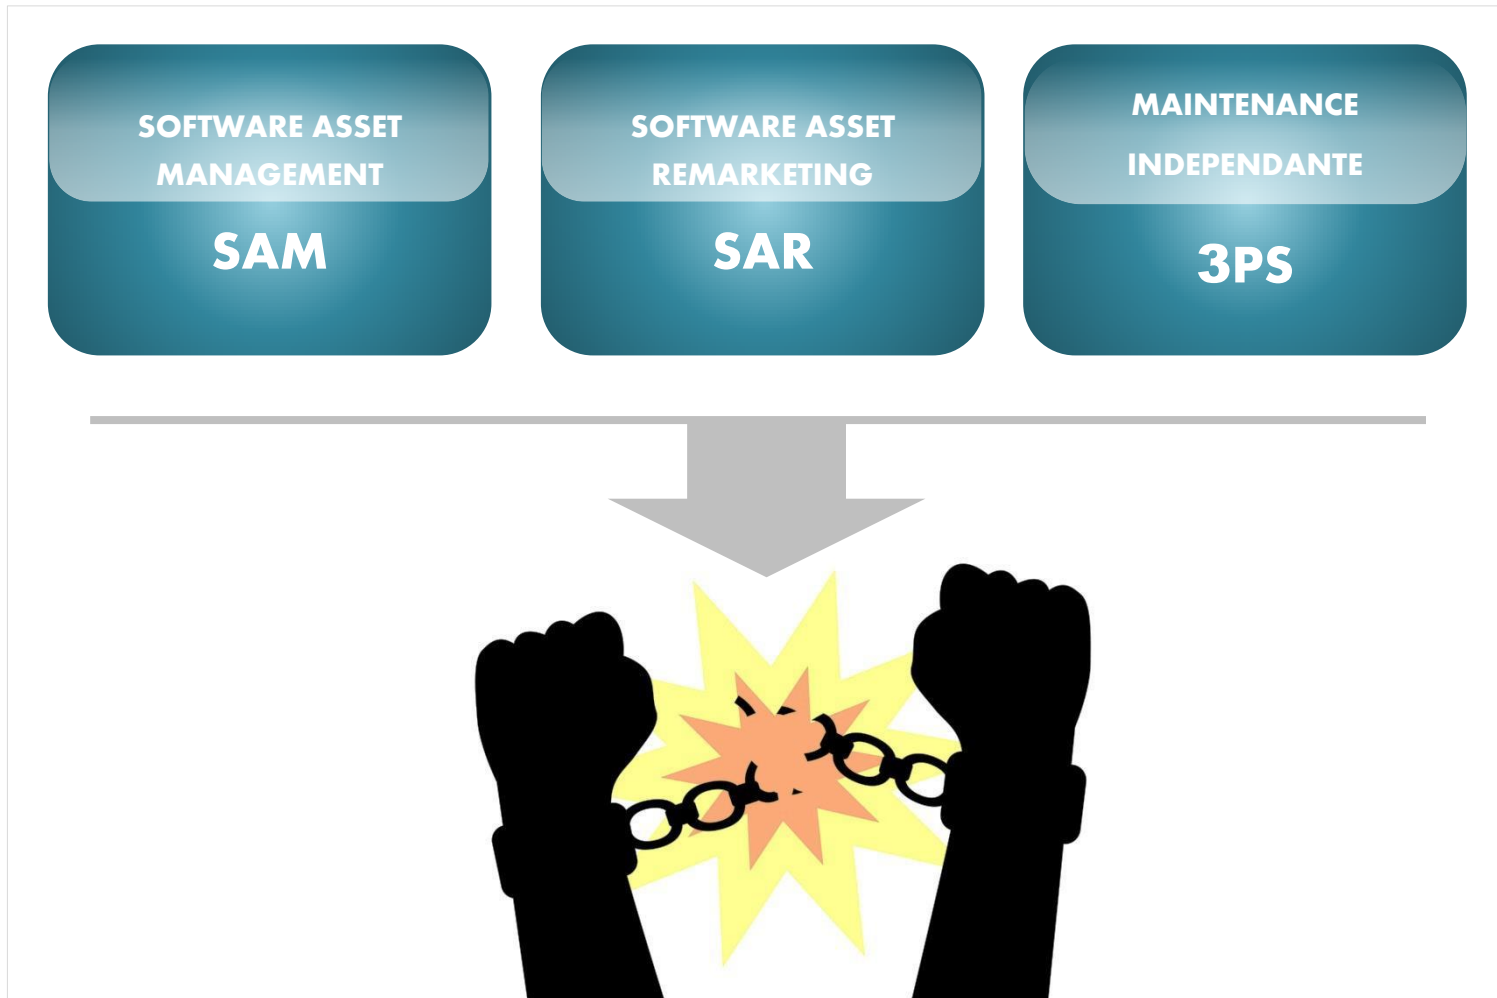 SOFTWARE ASSET
MANAGEMENT
SAM
SOFTWARE ASSET
REMARKETING
SAR
MAINTENANCE
INDEPENDANTE
3PS